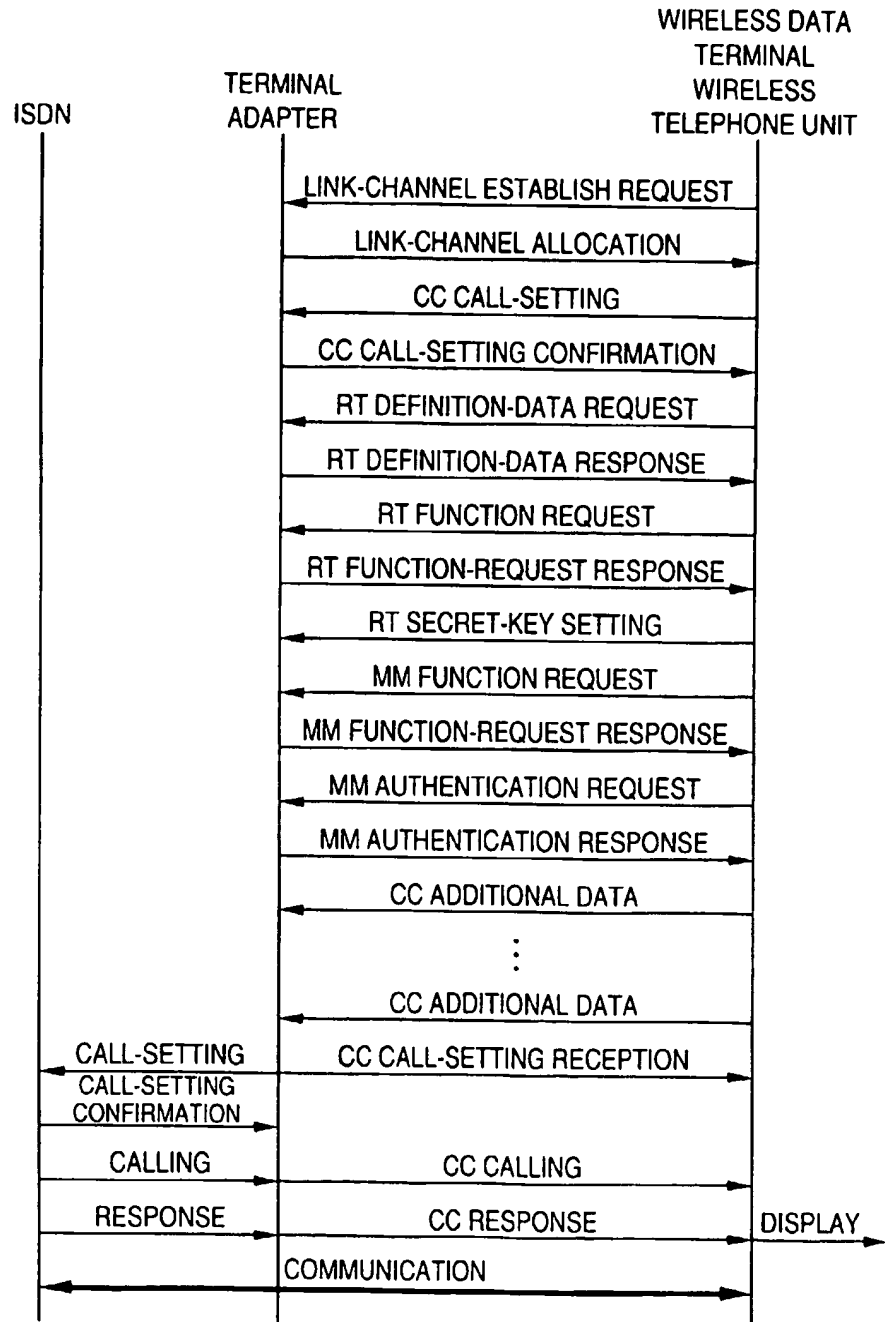 WIRELESS DATA
TERMINAL
WIRELESS
TELEPHONE UNIT
TERMINAL
ADAPTER
ISDN
LINK-CHANNEL ESTABLISH REQUEST
LINK-CHANNEL ALLOCATION
CC CALL-SETTING
CC CALL-SETTING CONFIRMATION
RT DEFINITION-DATA REQUEST
RT DEFINITION-DATA RESPONSE
RT FUNCTION REQUEST
RT FUNCTION-REQUEST RESPONSE
RT SECRET-KEY SETTING
MM FUNCTION REQUEST
MM FUNCTION-REQUEST RESPONSE
MM AUTHENTICATION REQUEST
MM AUTHENTICATION RESPONSE
CC ADDITIONAL DATA
CC ADDITIONAL DATA
CALL-SETTING
CC CALL-SETTING RECEPTION
CALL-SETTING
CONFIRMATION
CALLING
CC CALLING
RESPONSE
CC RESPONSE
DISPLAY
COMMUNICATION